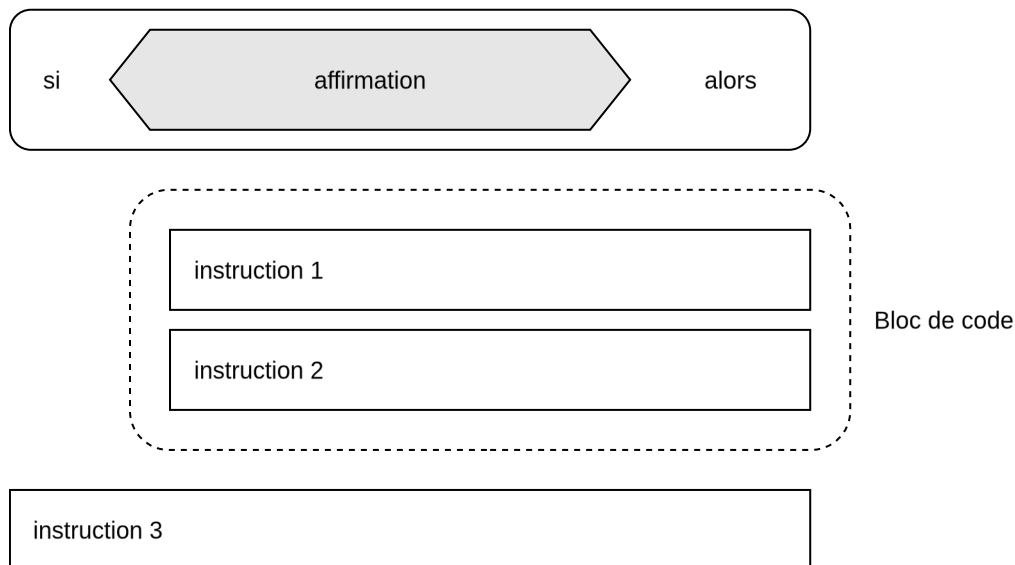 si affirmation alors
instruction 1
Bloc de code
instruction 2
instruction 3